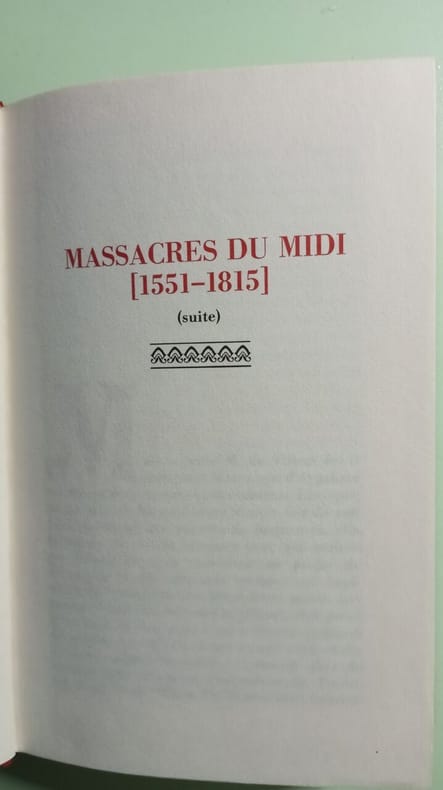 MASSACRES DU MIDI
[1551–1815]
(suite)